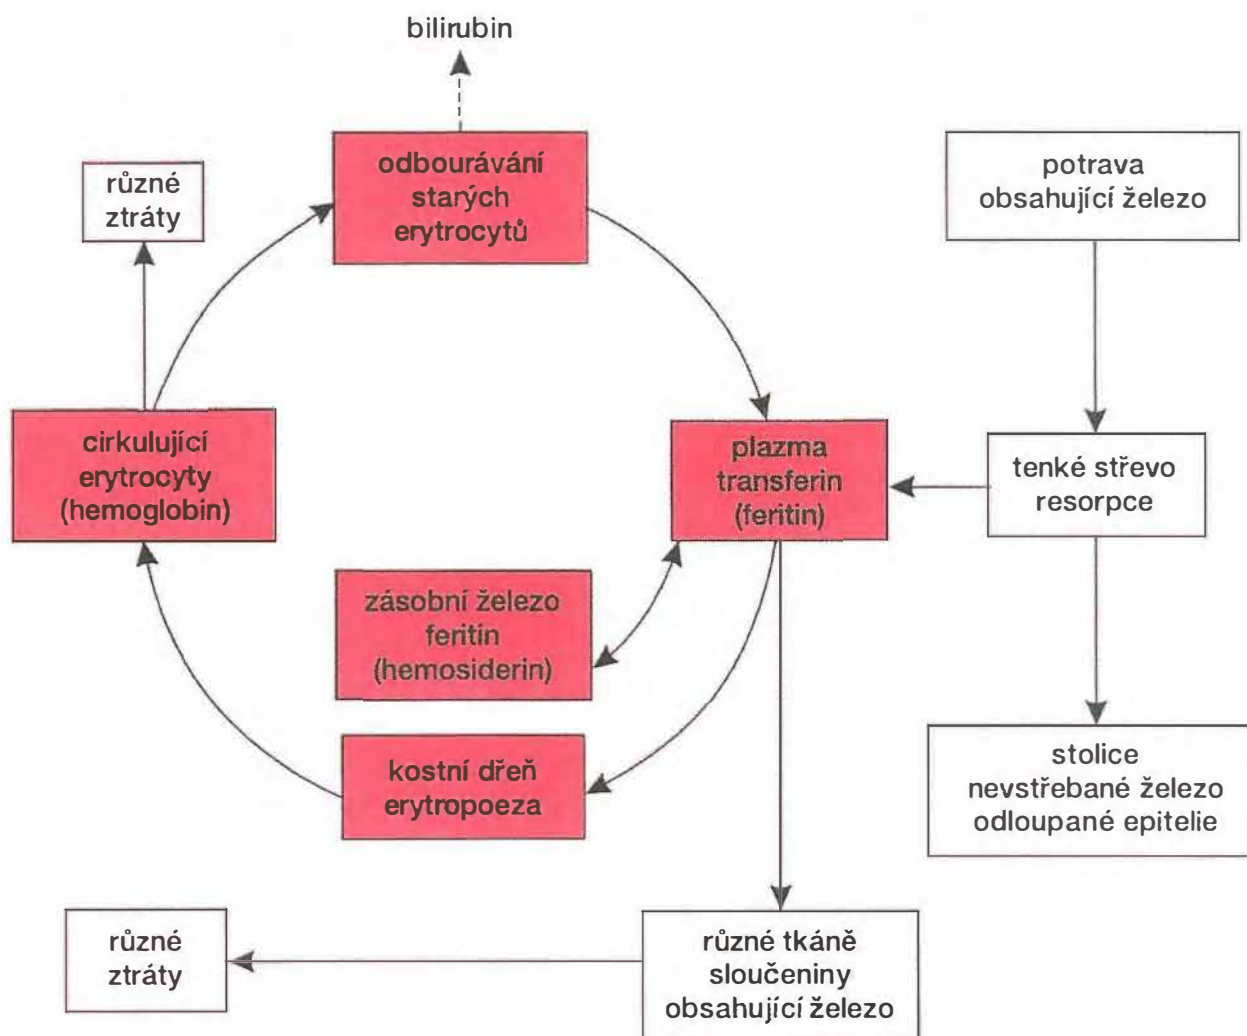 bilirubin
odbourávání
starých
erytrocytů
různé
ztráty
potrava
obsahující železo
cirkulující
erytrocyty
(hemoglobin)
plazma
transferin
(feritin)
tenké střevo
resorpce
zásobní železo
feritin
(hemosiderin)
kostní dřeň
erytropoeza
stolice
nevstřebané železo
odloupané epitelie
různé
ztráty
různé tkáně
sloučeniny
obsahující železo